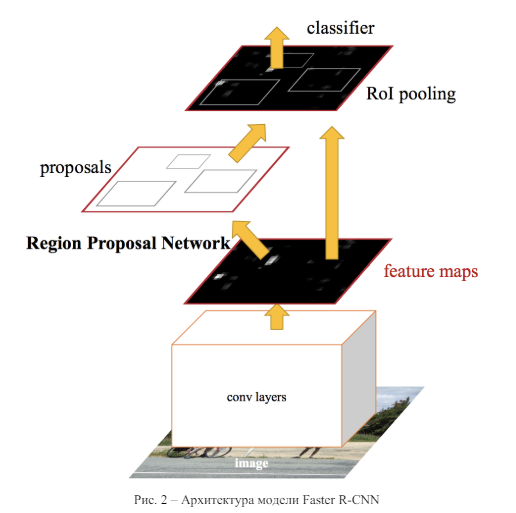 classifier
RoI pooling
proposals
Region Proposal Network
feature maps
conv layers
image
Рис. 2 – Архитектура модели Faster R-CNN